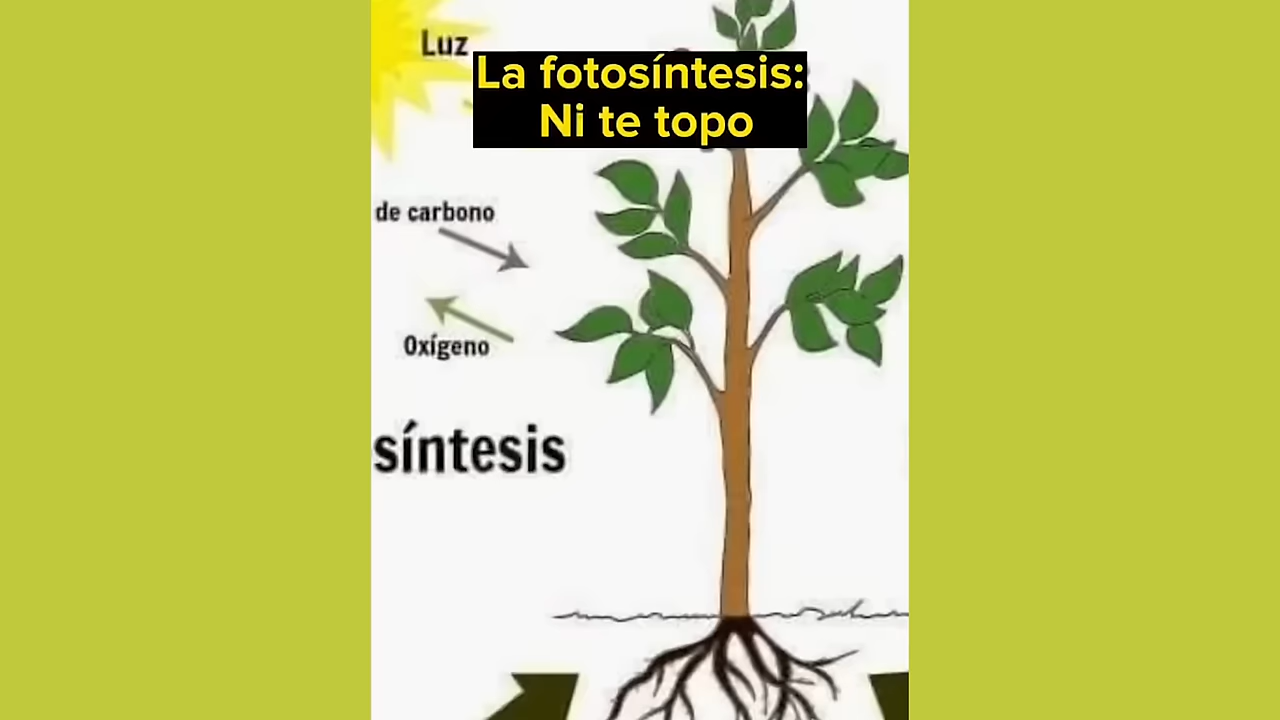 Luz
La fotosíntesis:
Ni te topo
de carbono
Oxígeno
síntesis